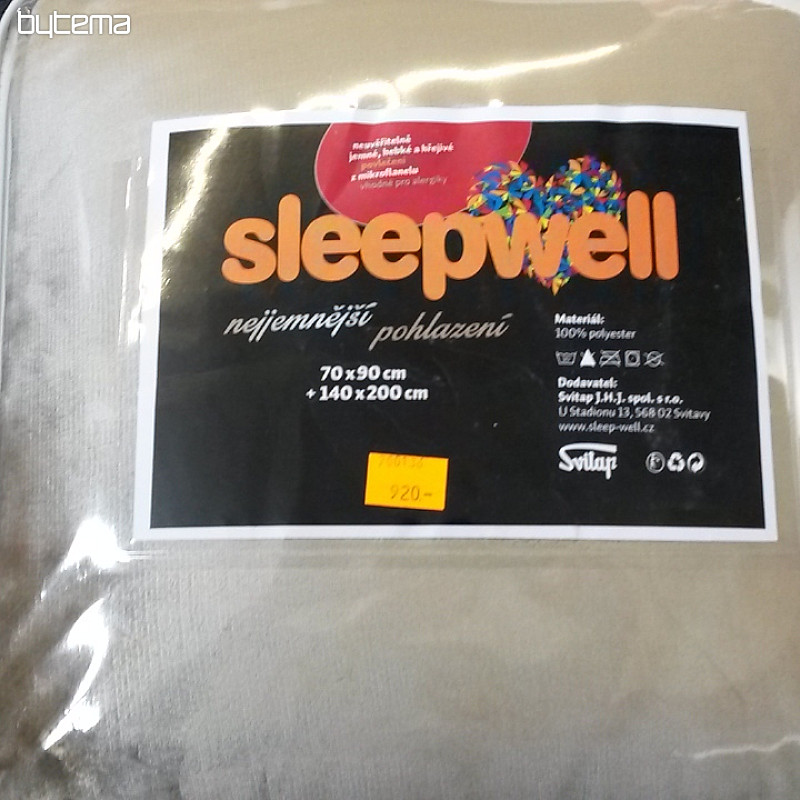 bytema
neuvěřitelně
jemné, hebké a hřejivé
povlečení
z mikroflanelu
vhodné pro alergiky
sleepwell
nejjemnější pohlazení
70 x 90 cm
+ 140 x 200 cm
Materiál:
100% polyester
Dodavatel:
Svitap J.H.J. spol. s r.o.
U Stadionu 13, 568 02 Svitavy
www.sleep-well.cz
Svitap
920.-